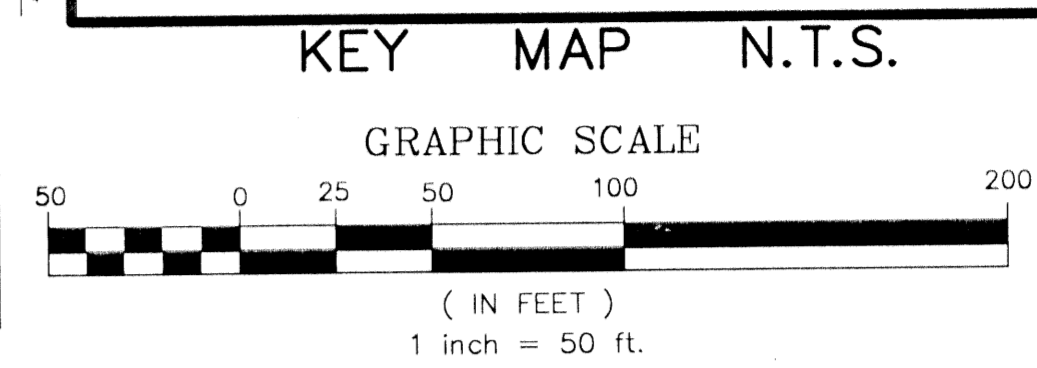 KEY MAP N.T.S.
GRAPHIC SCALE
50 0 25 50 100 200
( IN FEET )
1 inch = 50 ft.